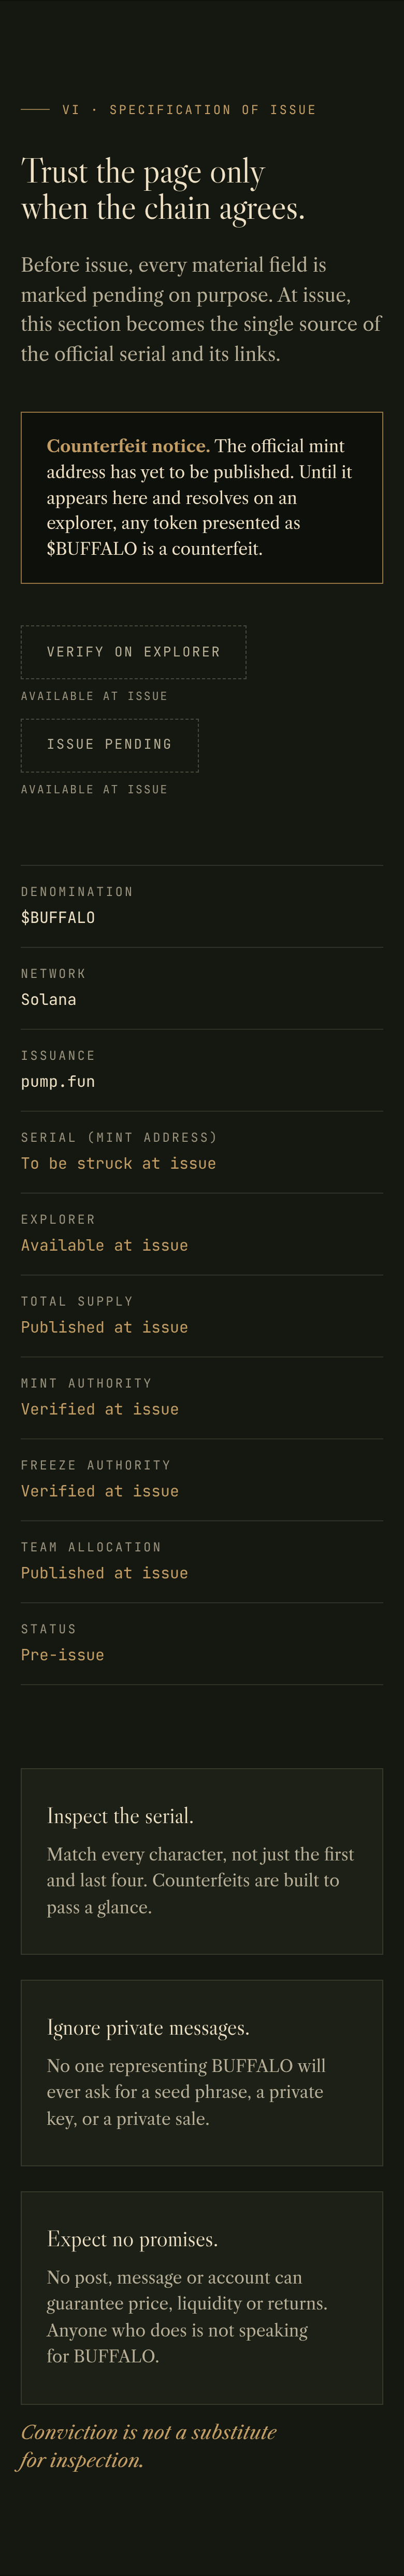 VI · SPECIFICATION OF ISSUE
Trust the page only
when the chain agrees.
Before issue, every material field is
marked pending on purpose. At issue,
this section becomes the single source of
the official serial and its links.
Counterfeit notice. The official mint
address has yet to be published. Until it
appears here and resolves on an
explorer, any token presented as
$BUFFALO is a counterfeit.
VERIFY ON EXPLORER
AVAILABLE AT ISSUE
ISSUE PENDING
AVAILABLE AT ISSUE
DENOMINATION
$BUFFALO
NETWORK
Solana
ISSUANCE
pump.fun
SERIAL (MINT ADDRESS)
To be struck at issue
EXPLORER
Available at issue
TOTAL SUPPLY
Published at issue
MINT AUTHORITY
Verified at issue
FREEZE AUTHORITY
Verified at issue
TEAM ALLOCATION
Published at issue
STATUS
Pre-issue
Inspect the serial.
Match every character, not just the first
and last four. Counterfeits are built to
pass a glance.
Ignore private messages.
No one representing BUFFALO will
ever ask for a seed phrase, a private
key, or a private sale.
Expect no promises.
No post, message or account can
guarantee price, liquidity or returns.
Anyone who does is not speaking
for BUFFALO.
Conviction is not a substitute
for inspection.